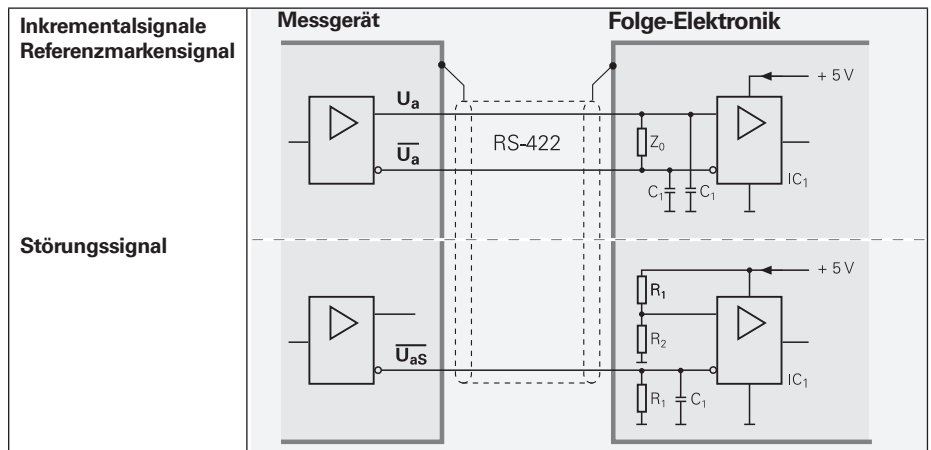 Inkrementalsignale
Referenzmarkensignal
Messgerät
Folge-Elektronik
+ 5 V
Ua
RS-422
Z0
Ua
C1
C1
IC1
Störungssignal
+ 5 V
R1
R2
UaS
IC1
R1
C1